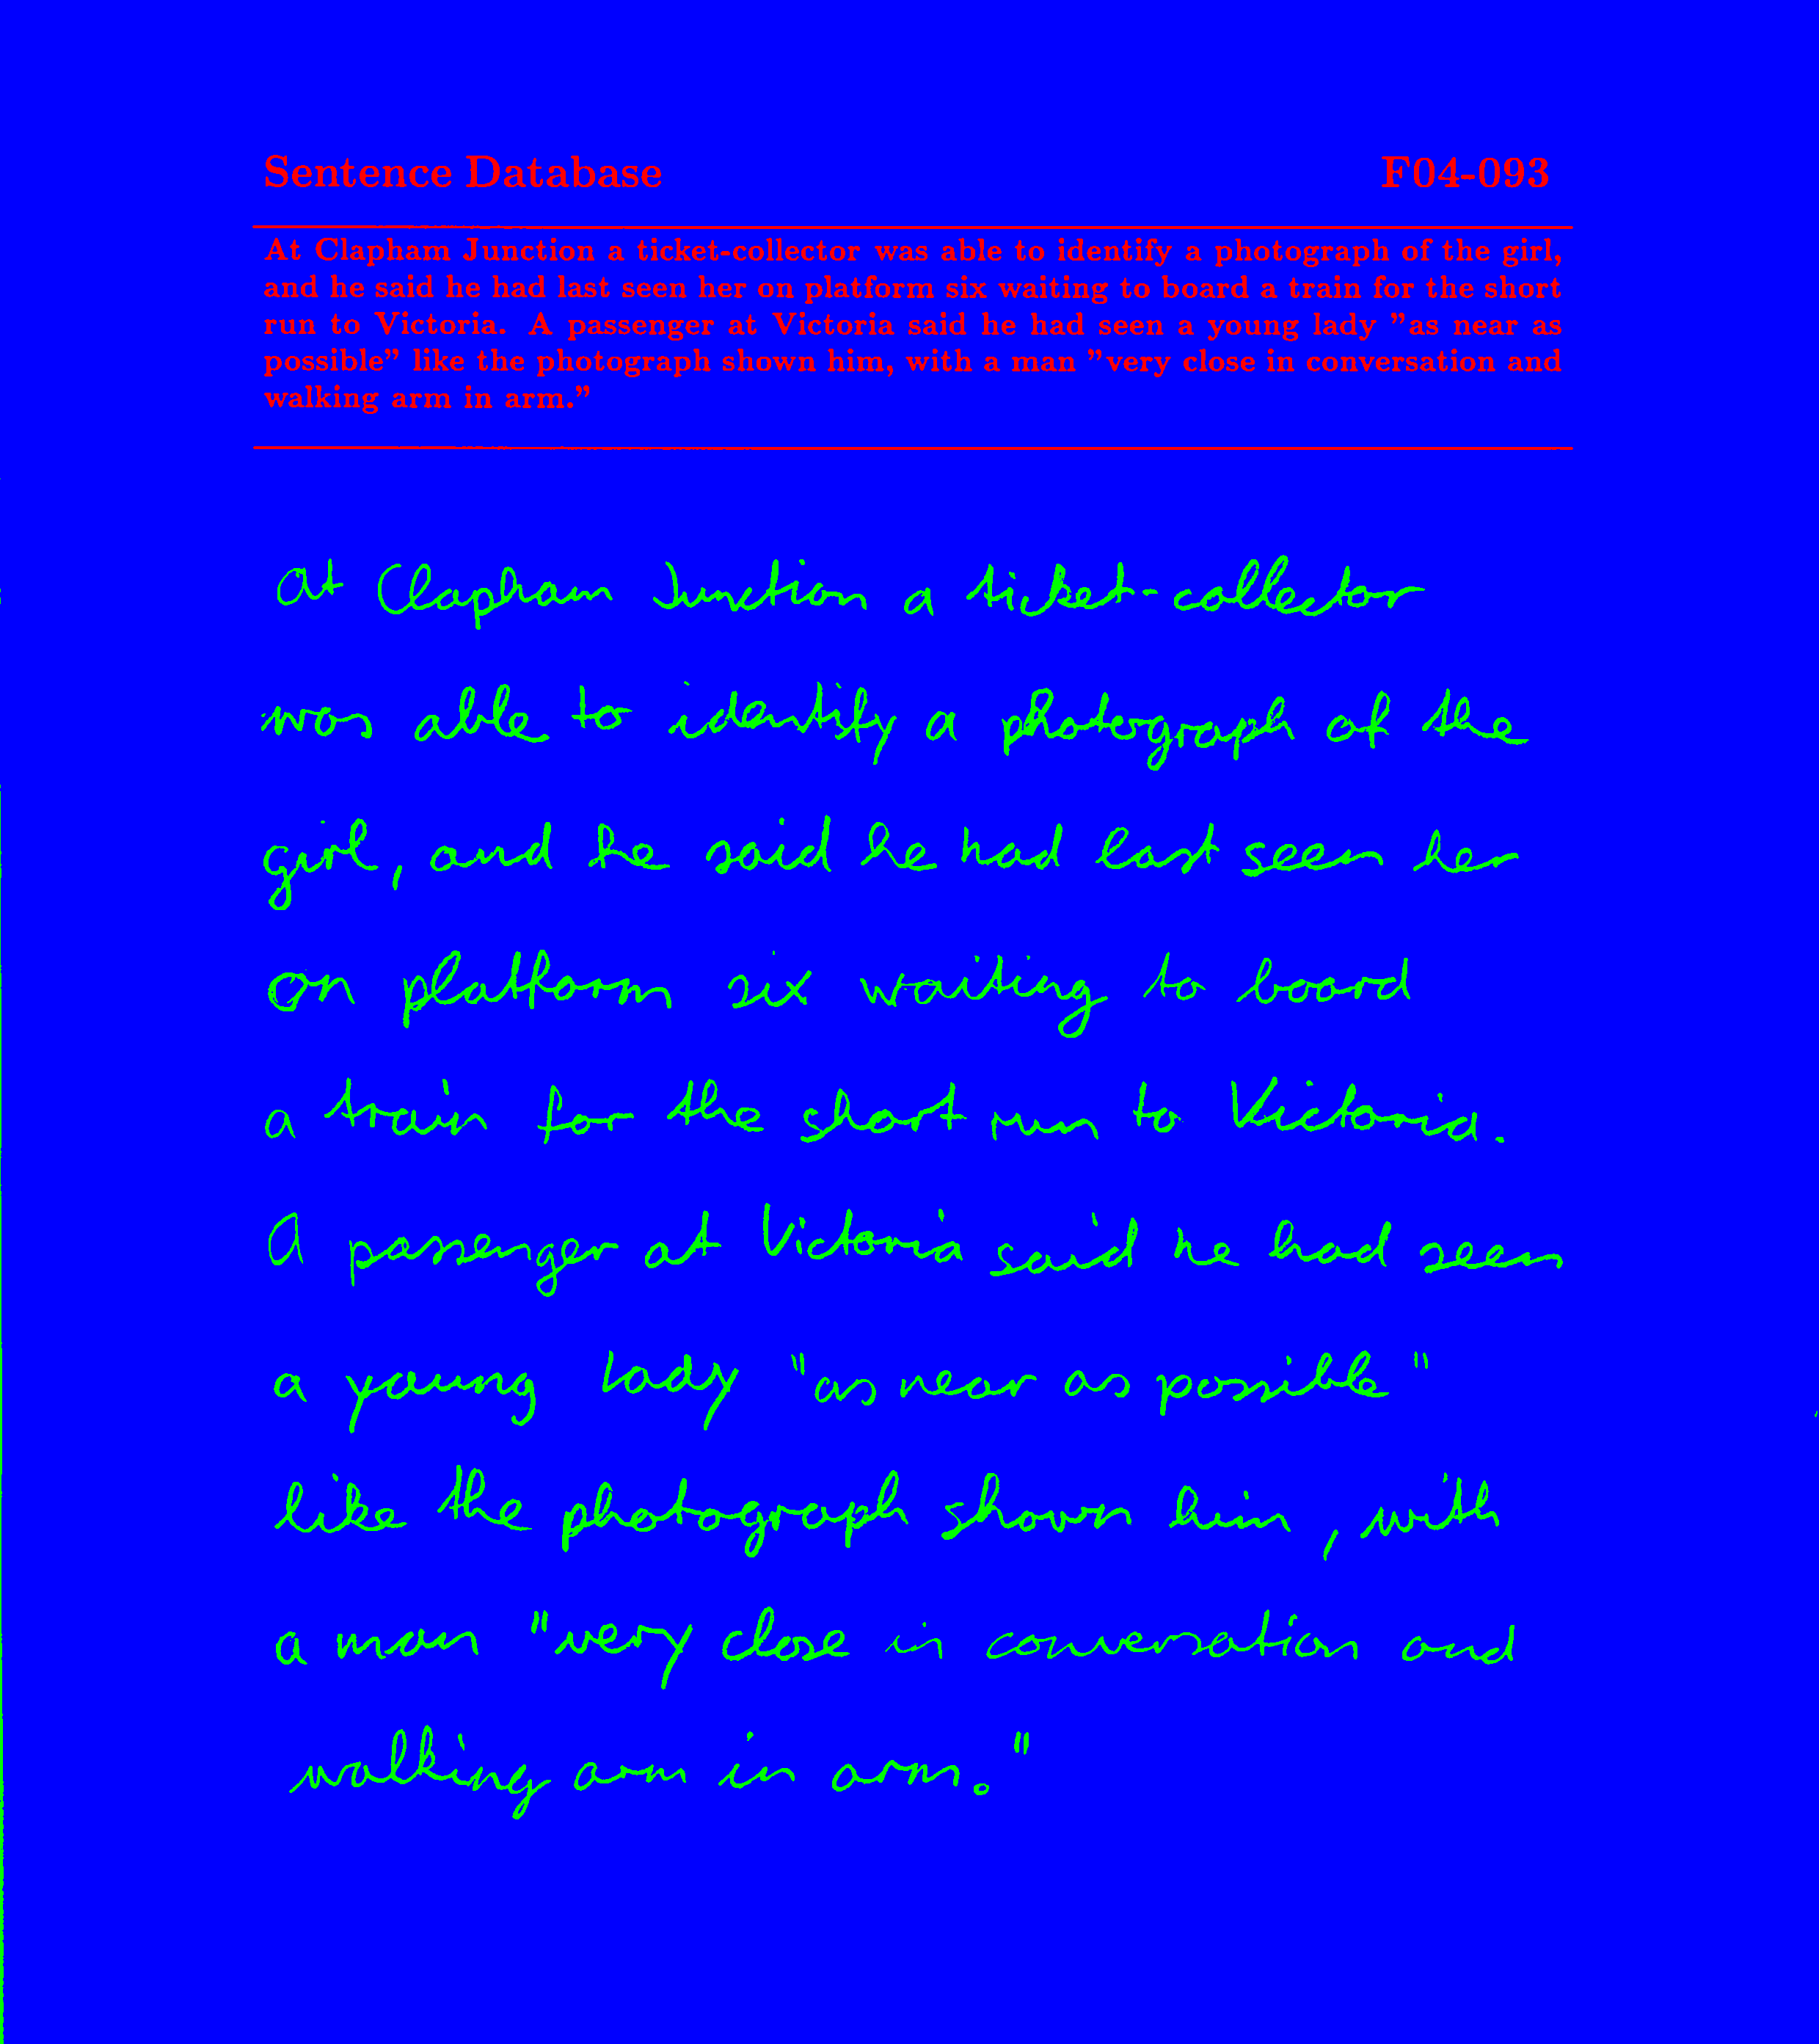 Sentence Database F04-093
At Clapham Junction a ticket-collector was able to identify a photograph of the girl,
and he said he had last seen her on platform six waiting to board a train for the short
run to Victoria. A passenger at Victoria said he had seen a young lady "as near as
possible" like the photograph shown him, with a man "very close in conversation and
walking arm in arm."
At Clapham Junction a ticket-collector
was able to identify a photograph of the
girl, and he said he had last seen her
on platform six waiting to board
a train for the short run to Victoria.
A passenger at Victoria said he had seen
a young lady "as near as possible"
like the photograph shown him, with
a man "very close in conversation and
walking arm in arm."